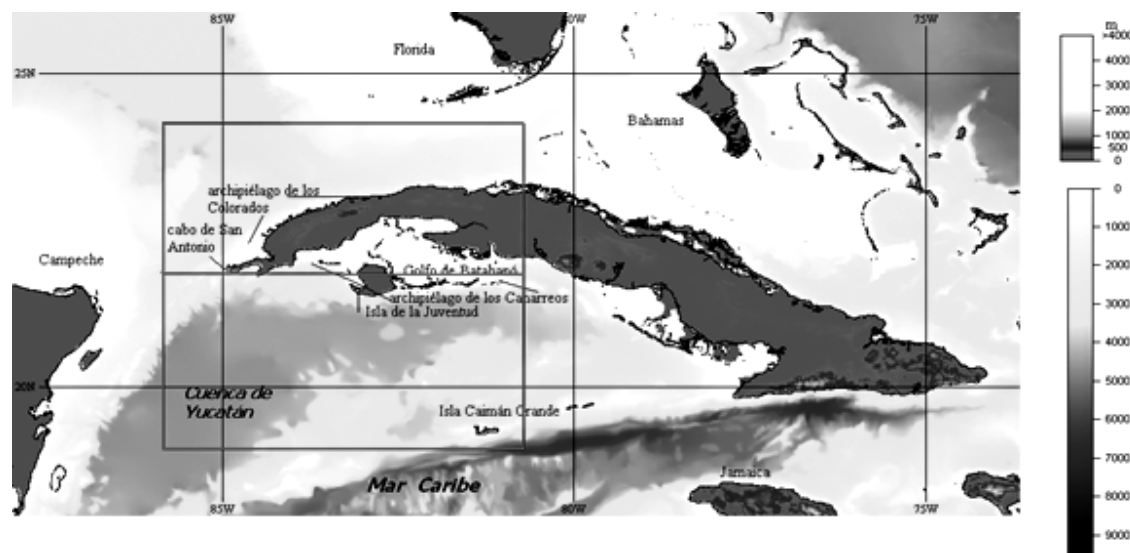 85W
0W
75W
Florida
25N
Bahamas
archipiélago de los
Colorados
cabo de San
Antonio
Campeche
Golfo de Batabanó
archipiélago de los Canarreos
Isla de la Juventud
20N
Cuenca de
Yucatán
Isla Caimán Grande
Mar Caribe
Jamaica
85W
80W
75W
m
>4000
4000
3000
2000
1000
500
0
0
1000
2000
3000
4000
5000
6000
7000
8000
9000